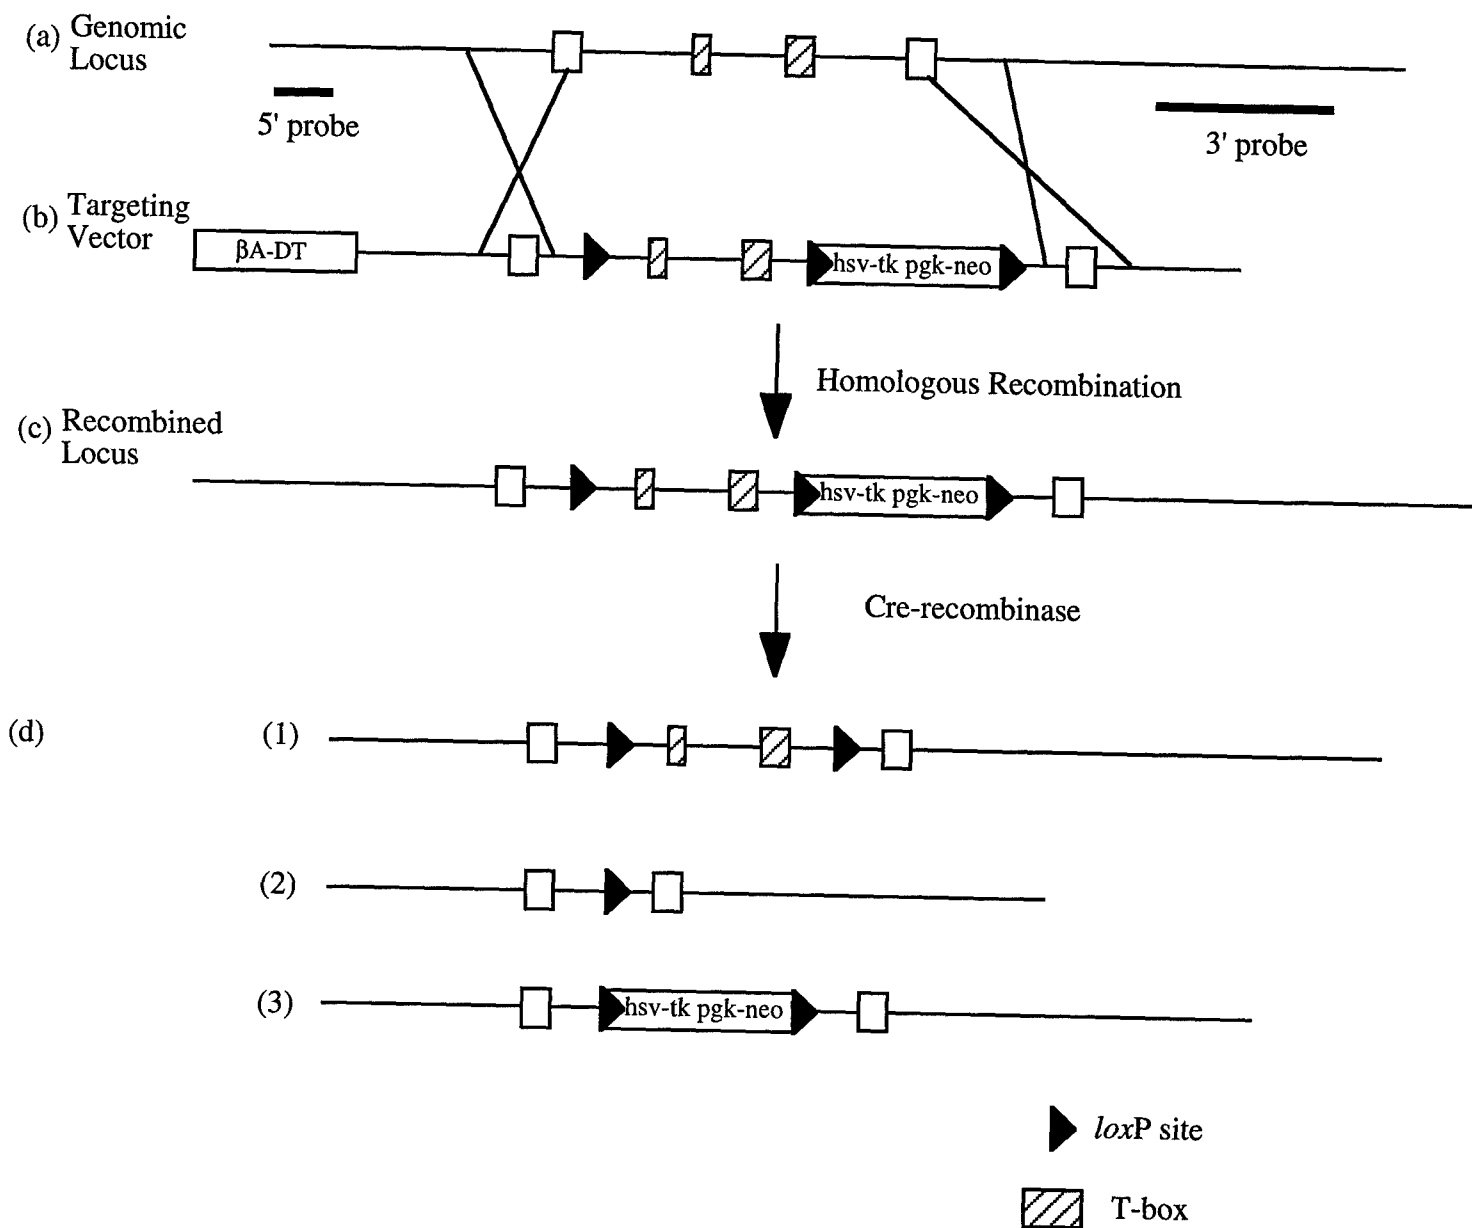 (a) Genomic
Locus
5' probe
3' probe
(b) Targeting
Vector
βA-DT
hsv-tk pgk-neo
Homologous Recombination
(c) Recombined
Locus
hsv-tk pgk-neo
Cre-recombinase
(d)
(1)
(2)
(3)
hsv-tk pgk-neo
loxP site
T-box